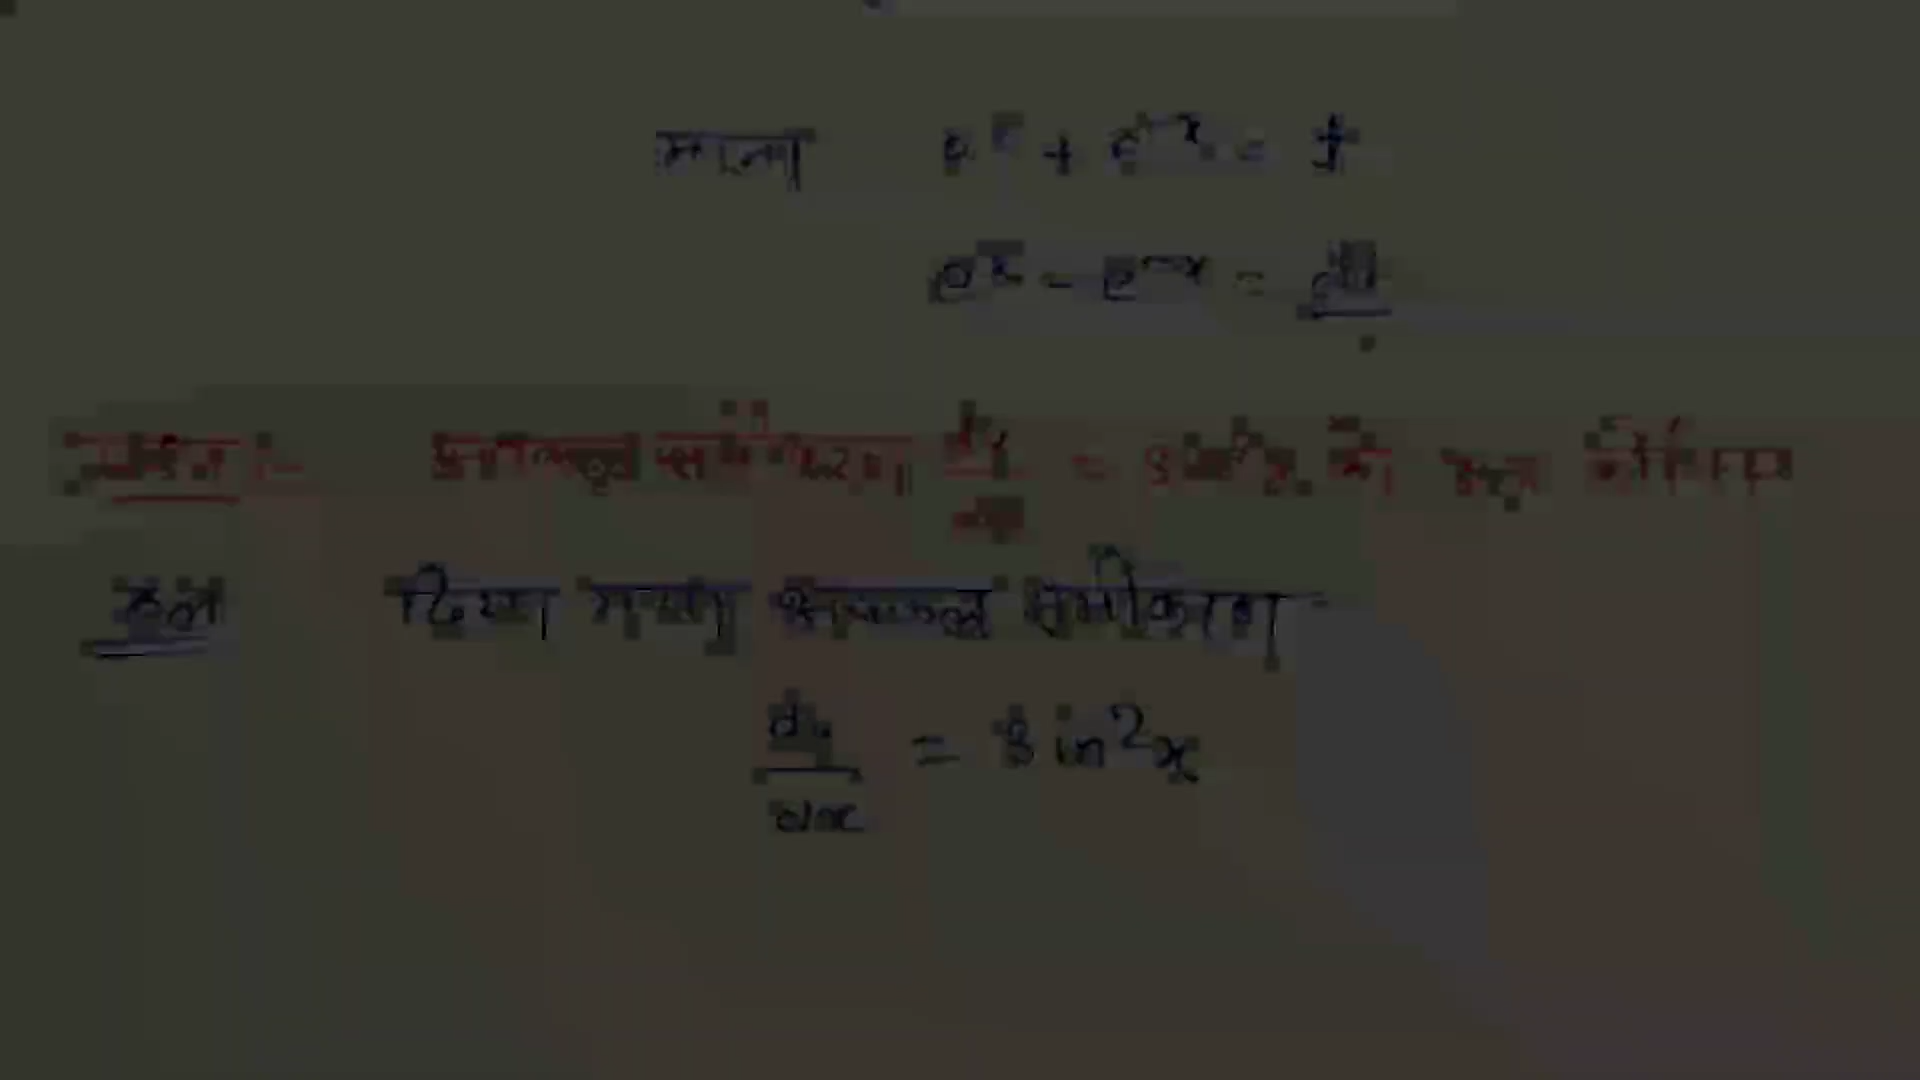 माना e^x + e^-x = t
e^x - e^-x =
प्रश्न :- अवकल समीकरण dy/dx = sin²x को हल कीजिए
हल दिया गया अवकल समीकरण
dy/dx = sin²x